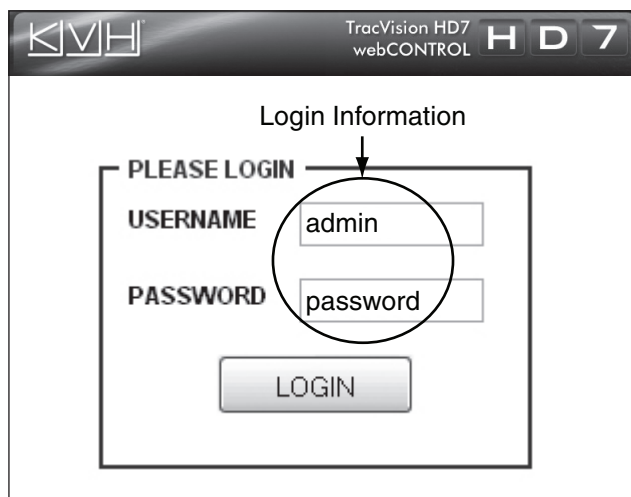 KVH
TracVision HD7
webCONTROL
HD7
Login Information
PLEASE LOGIN
USERNAME
admin
PASSWORD
password
LOGIN